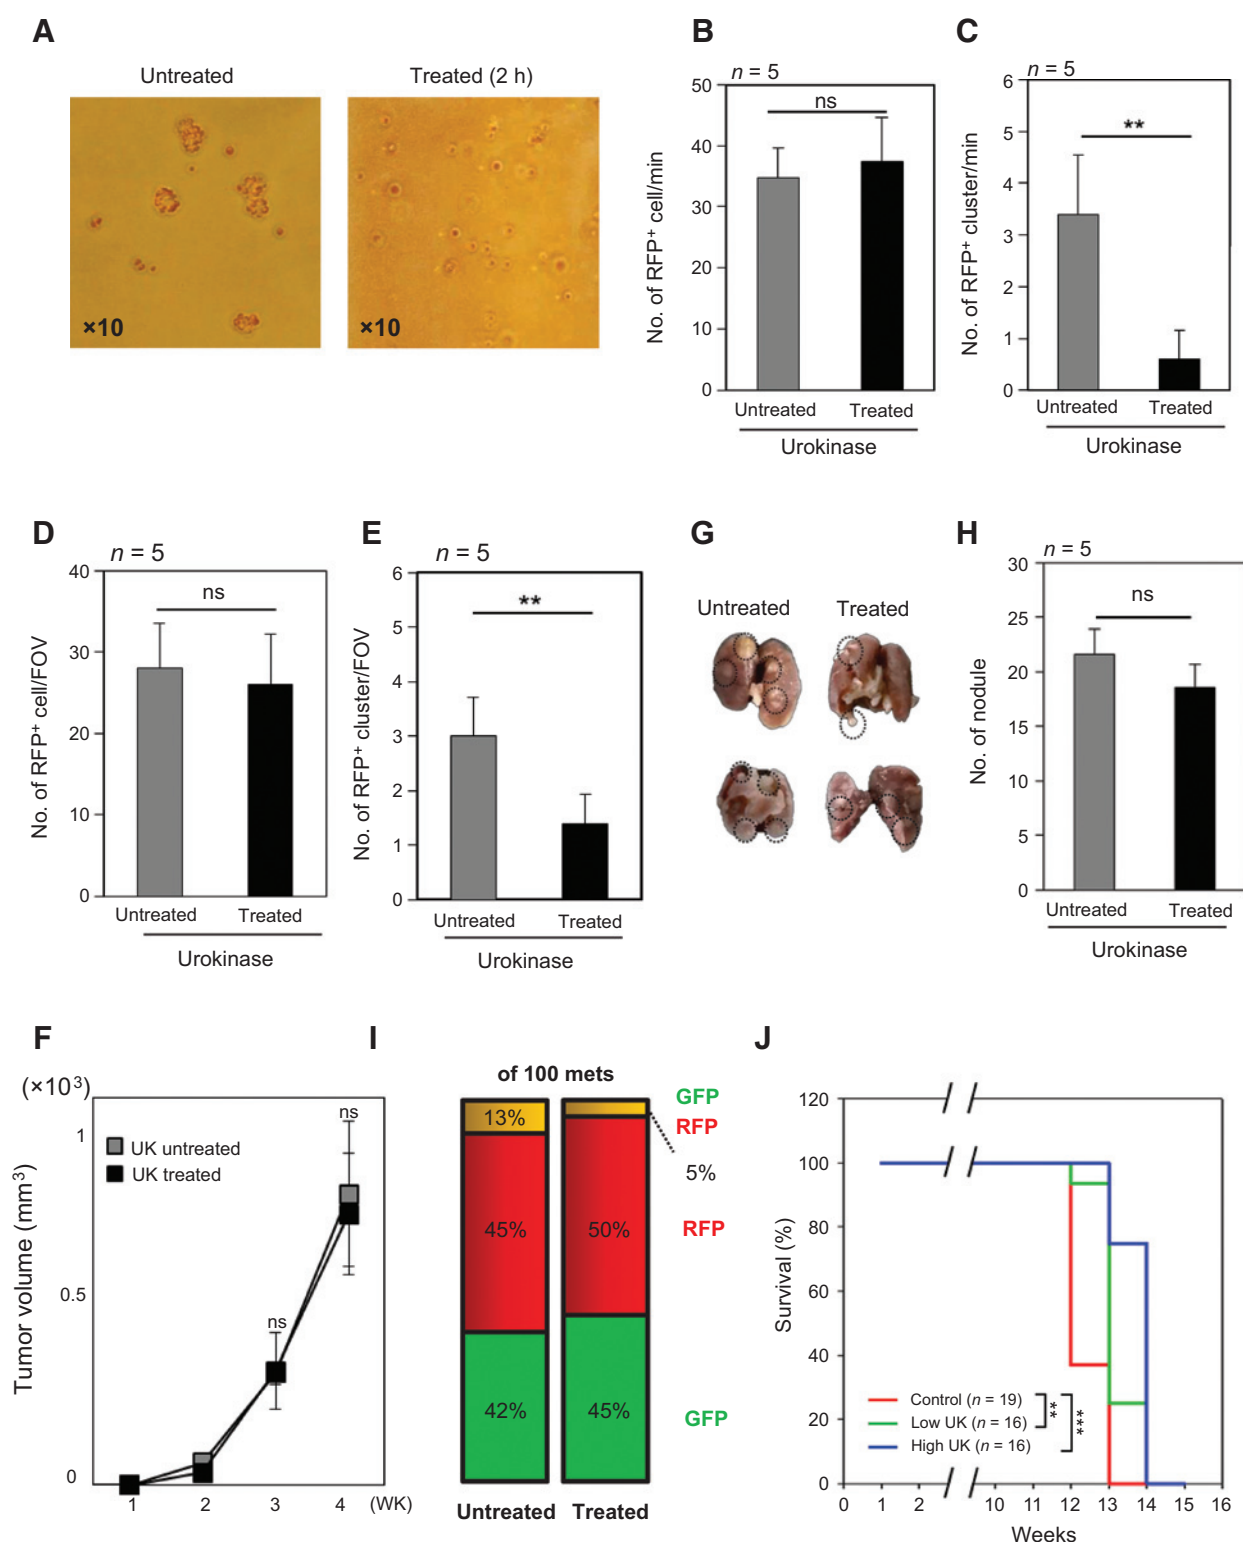 A
Untreated
Treated (2 h)
×10
×10
B
n = 5
ns
No. of RFP+ cell/min
50
40
30
20
10
0
Untreated
Treated
Urokinase
C
n = 5
**
No. of RFP+ cluster/min
6
5
4
3
2
1
0
Untreated
Treated
Urokinase
D
n = 5
ns
No. of RFP+ cell/FOV
40
30
20
10
0
Untreated
Treated
Urokinase
E
n = 5
**
No. of RFP+ cluster/FOV
6
5
4
3
2
1
0
Untreated
Treated
Urokinase
G
Untreated
Treated
H
n = 5
ns
No. of nodule
30
25
20
15
10
5
0
Untreated
Treated
Urokinase
F
(×10³)
Tumor volume (mm³)
1
0.5
0
UK untreated
UK treated
ns
ns
1
2
3
4
(WK)
I
of 100 mets
13%
45%
42%
50%
45%
GFP
RFP
5%
RFP
GFP
Untreated
Treated
J
Survival (%)
120
100
80
60
40
20
0
Control (n = 19)
Low UK (n = 16)
High UK (n = 16)
**
***
0
1
2
10
11
12
13
14
15
16
Weeks